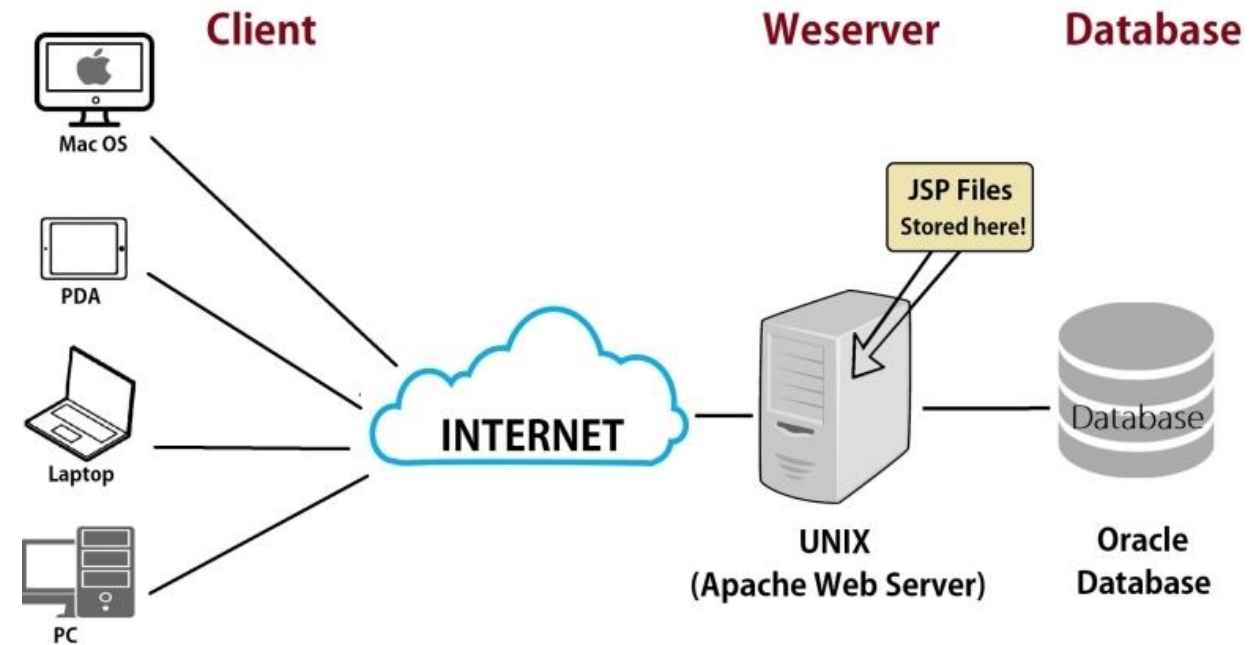 Client
Weserver
Database
Mac OS
PDA
Laptop
PC
INTERNET
JSP Files
Stored here!
UNIX
(Apache Web Server)
Database
Oracle
Database